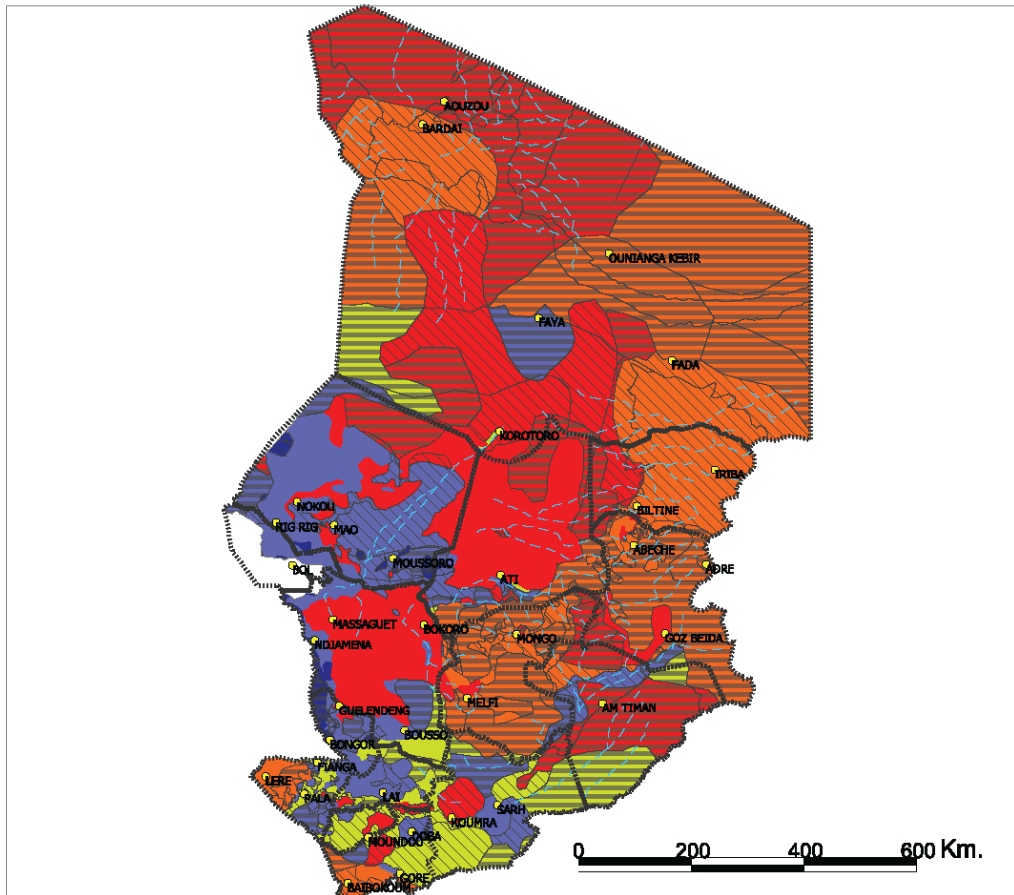 AOUZOU
BARDAI
OUNIANGA KEBIR
FAYA
FADA
KOROTORO
IRIBA
NOKOU
BILTINE
RIG RIG
MAO
ABECHE
MOUSSORO
BOL
ADRE
ATI
MASSAGUET
BOKORO
MONGO
GOZ BEIDA
NDJAMENA
MELFI
AM TIMAN
GUELENDENG
BOUSSO
BONGOR
FIANGA
LERE
PALA
LAI
SARH
KOUMRA
DOBA
MOUNDOU
GORE
BAIBOKOUM
0 200 400 600 Km.